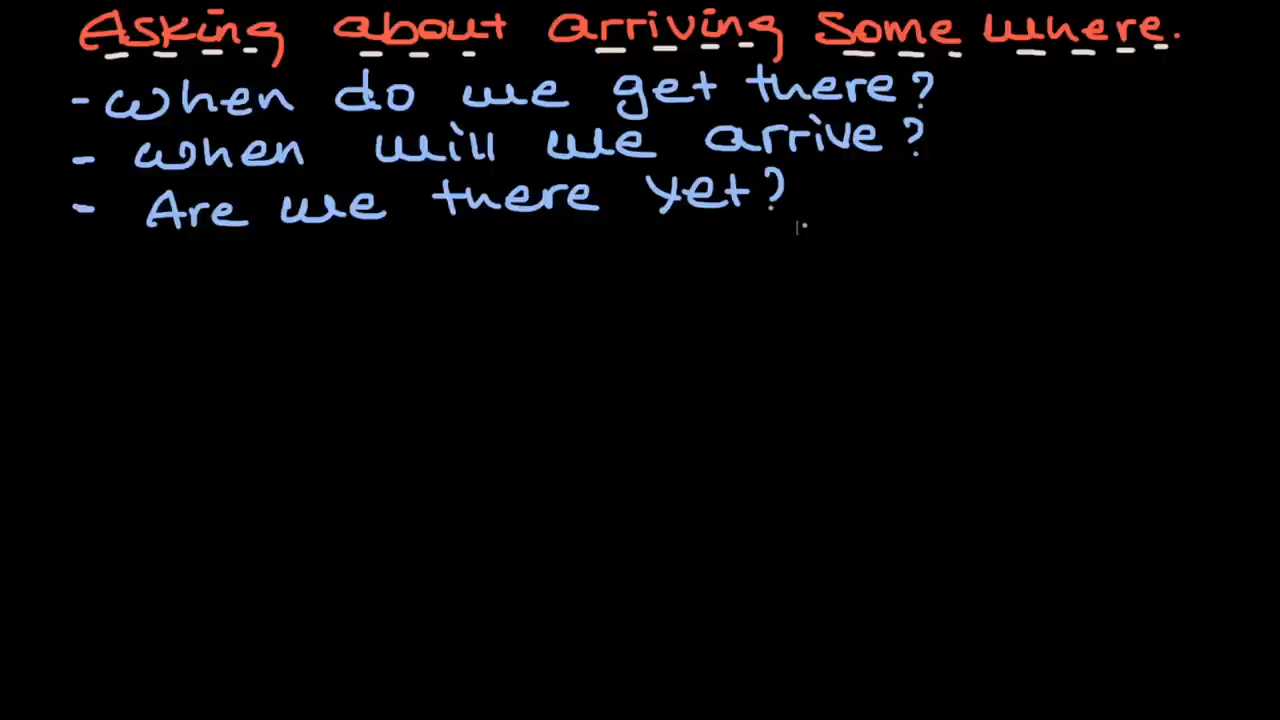 Asking about arriving Some where.
- when do we get there?
- when will we arrive?
- Are we there yet?